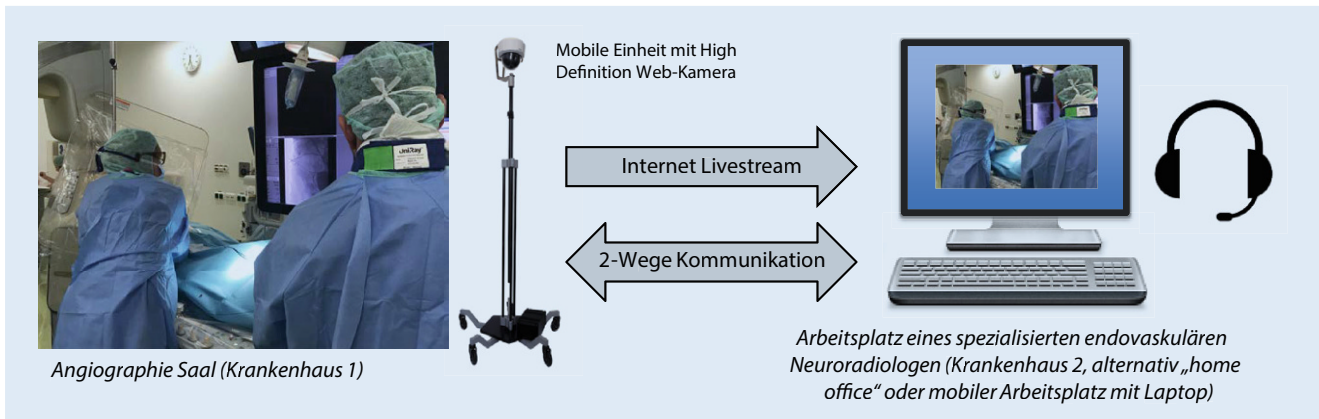 Mobile Einheit mit High
Definition Web-Kamera
Internet Livestream
2-Wege Kommunikation
Angiographie Saal (Krankenhaus 1)
Arbeitsplatz eines spezialisierten endovaskulären
Neuroradiologen (Krankenhaus 2, alternativ „home
office“ oder mobiler Arbeitsplatz mit Laptop)